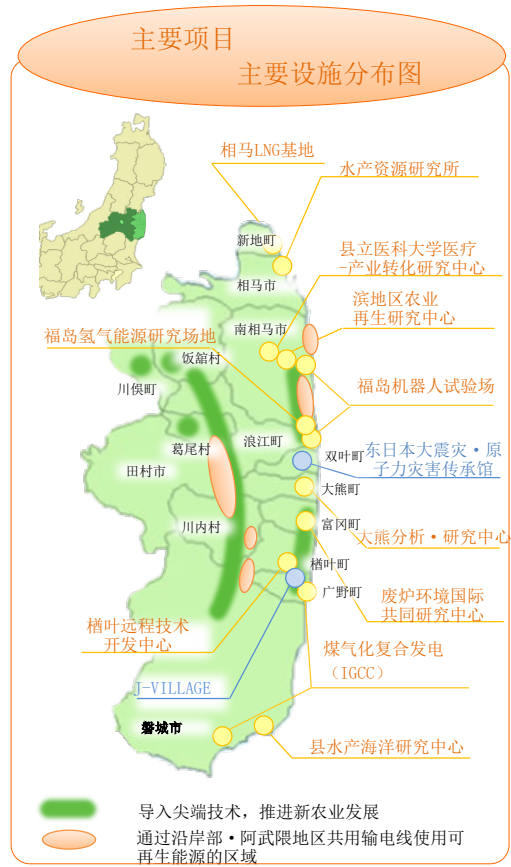 主要项目
主要设施分布图
相马LNG基地
水产资源研究所
新地町
县立医科大学医疗
-产业转化研究中心
相马市
滨地区农业
再生研究中心
南相马市
福岛氢气能源研究场地
饭舘村
川俣町
福岛机器人试验场
葛尾村
浪江町
双叶町
东日本大震灾·原
子力灾害传承馆
田村市
大熊町
川内村
富冈町
大熊分析·研究中心
楢叶町
广野町
废炉环境国际
共同研究中心
楢叶远程技术
开发中心
煤气化复合发电
（IGCC）
J-VILLAGE
磐城市
县水产海洋研究中心
导入尖端技术，推进新农业发展
通过沿岸部·阿武隈地区共用输电线使用可
再生能源的区域